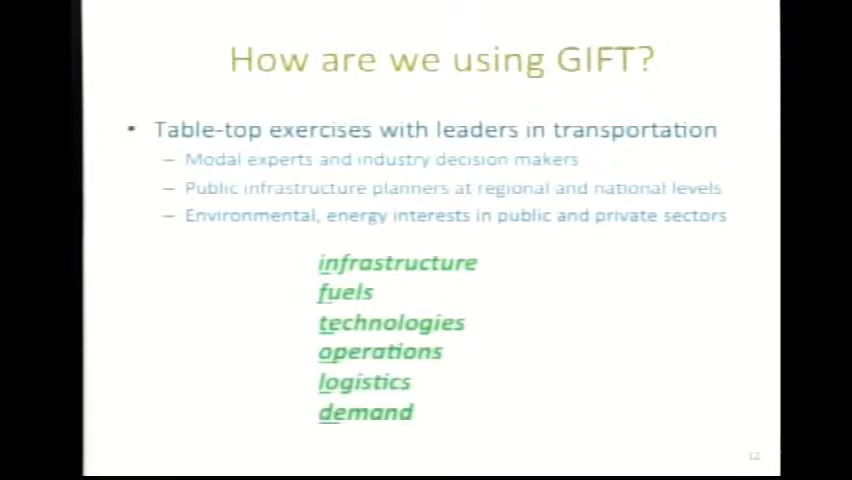 How are we using GIFT?
• Table-top exercises with leaders in transportation
– Modal experts and industry decision makers
– Public infrastructure planners at regional and national levels
– Environmental, energy interests in public and private sectors
infrastructure
fuels
technologies
operations
logistics
demand
12